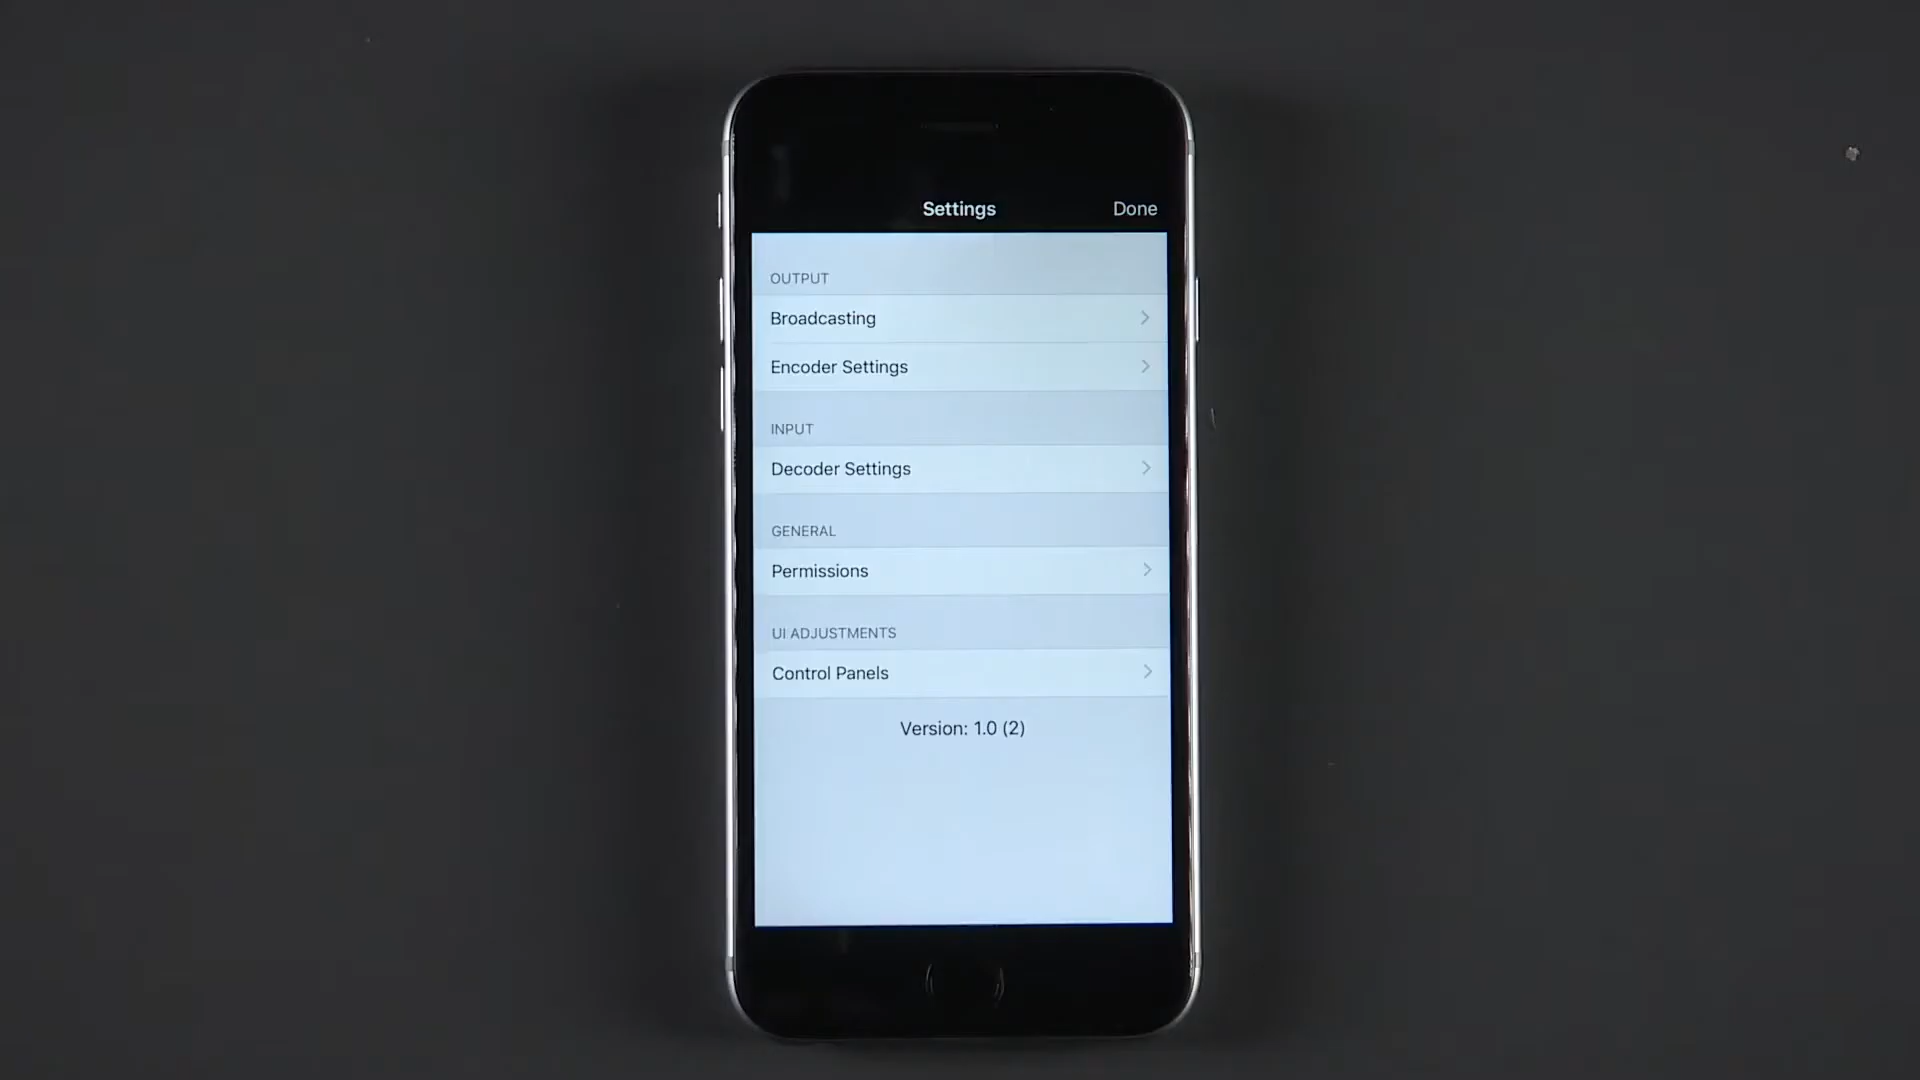 Settings
Done
OUTPUT
Broadcasting
Encoder Settings
INPUT
Decoder Settings
GENERAL
Permissions
UI ADJUSTMENTS
Control Panels
Version: 1.0 (2)